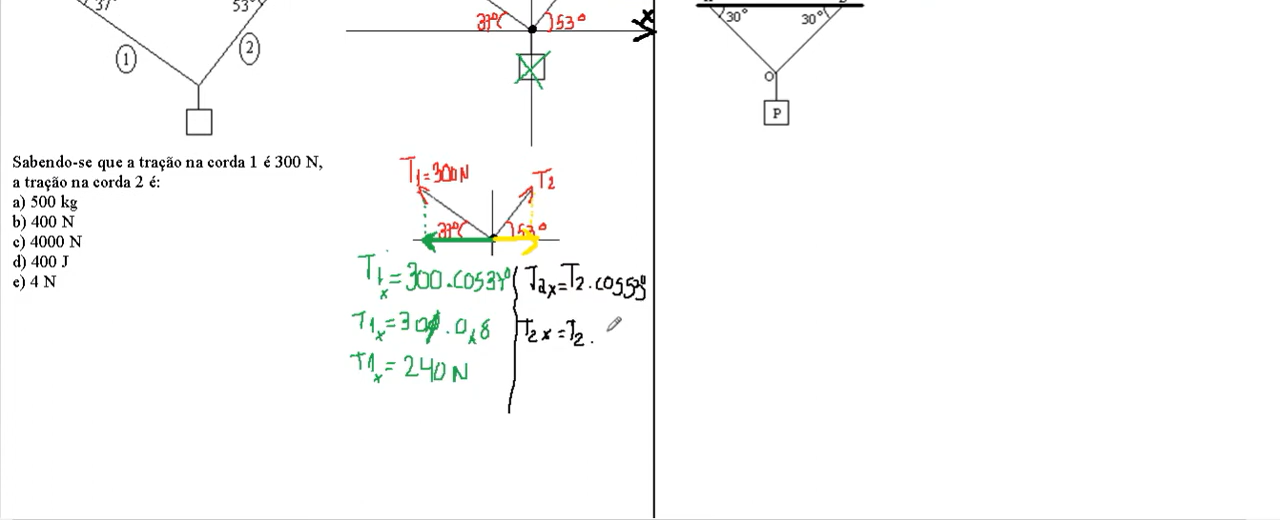 37°
53°
1
2
Sabendo-se que a tração na corda 1 é 300 N,
a tração na corda 2 é:
a) 500 kg
b) 400 N
c) 4000 N
d) 400 J
e) 4 N
37°
53°
x
T1=300N
T2
37°
53°
T1x=300.cos37°
T1x=300.0,8
T1x=240N
T2x=T2.cos53°
T2x=T2.
30°
30°
O
P